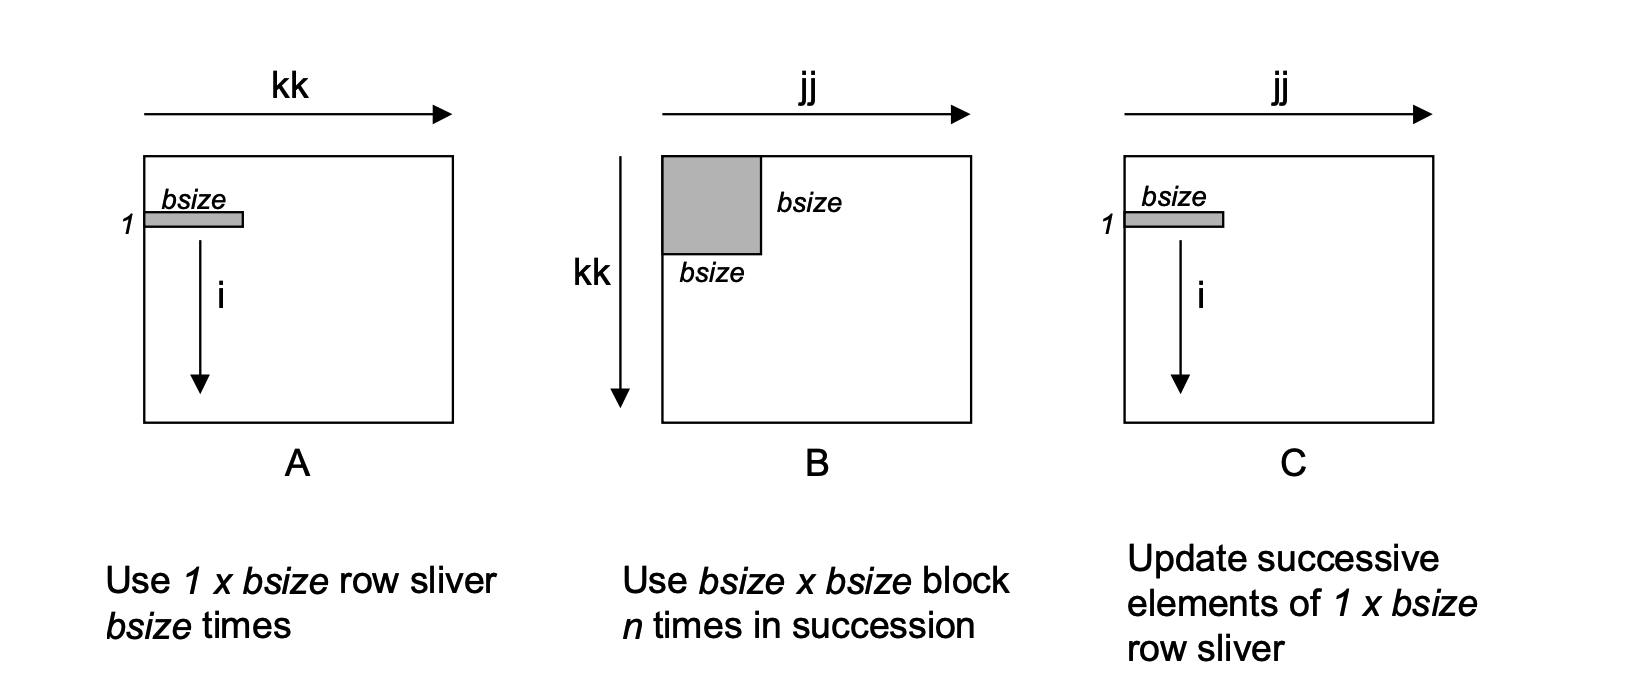 kk
jj
jj
bsize
1
i
A
kk
bsize
bsize
B
bsize
1
i
C
Use 1 x bsize row sliver
bsize times
Use bsize x bsize block
n times in succession
Update successive
elements of 1 x bsize
row sliver